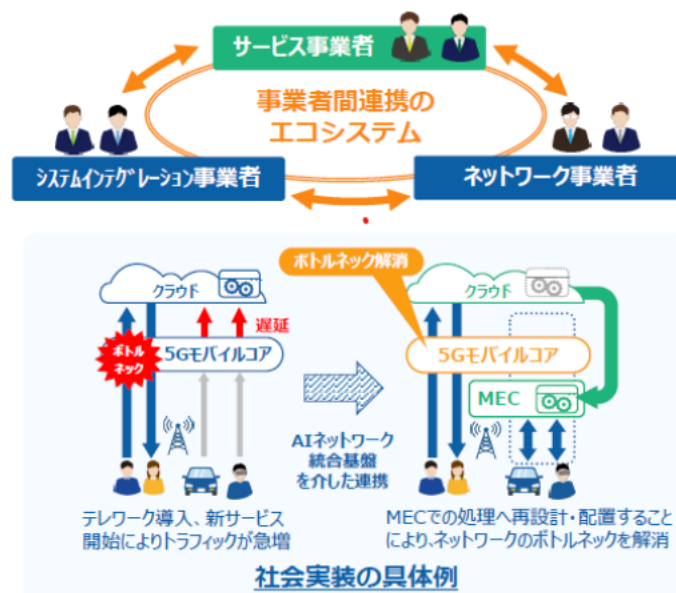 サービス事業者
事業者間連携の
エコシステム
システムインテグレーション事業者
ネットワーク事業者
ボトルネック解消
クラウド
クラウド
遅延
ボトル
ネック
5Gモバイルコア
5Gモバイルコア
MEC
AIネットワーク
統合基盤
を介した連携
テレワーク導入、新サービス
開始によりトラフィックが急増
MECでの処理へ再設計・配置すること
により、ネットワークのボトルネックを解消
社会実装の具体例